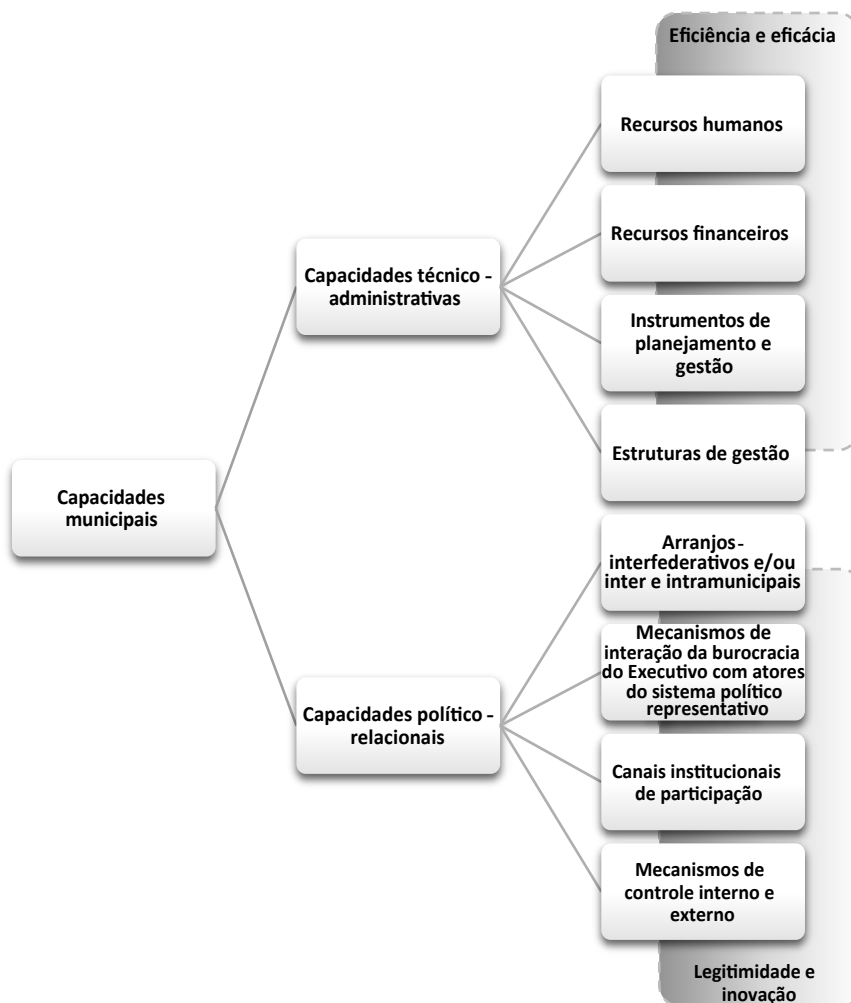 Eficiência e eficácia
Recursos humanos
Recursos financeiros
Capacidades técnico -
administrativas
Instrumentos de
planejamento e
gestão
Estruturas de gestão
Capacidades
municipais
Arranjos-
interfederativos e/ou
inter e intramunicipais
Mecanismos de
interação da burocracia
do Executivo com atores
do sistema político
representativo
Capacidades político -
relacionais
Canais institucionais
de participação
Mecanismos de
controle interno e
externo
Legitimidade e
inovação